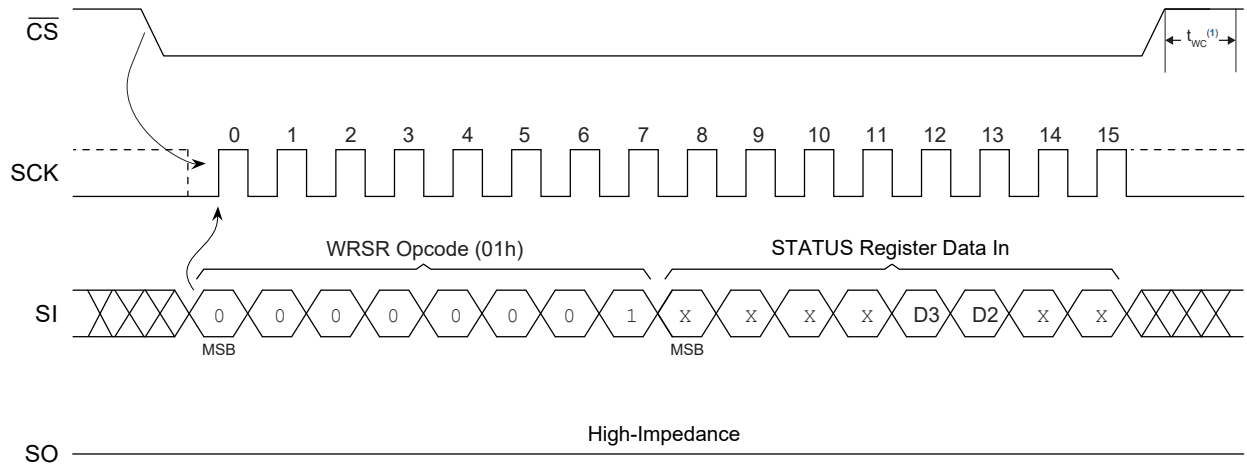 CS
t_WC(1)
0 1 2 3 4 5 6 7 8 9 10 11 12 13 14 15
SCK
WRSR Opcode (01h) STATUS Register Data In
SI 0 0 0 0 0 0 0 1 X X X X D3 D2 X X
MSB MSB
High-Impedance
SO